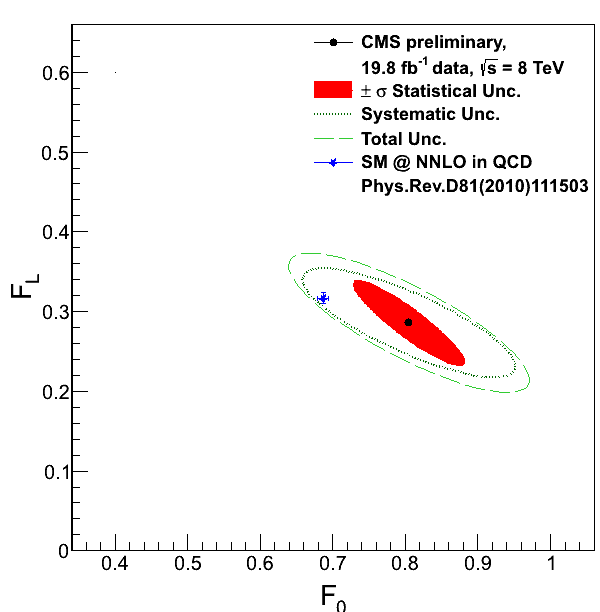 CMS preliminary,
19.8 fb⁻¹ data, √s = 8 TeV
± σ Statistical Unc.
Systematic Unc.
Total Unc.
SM @ NNLO in QCD
Phys.Rev.D81(2010)111503
F_L
0.6
0.5
0.4
0.3
0.2
0.1
0
0.4 0.5 0.6 0.7 0.8 0.9 1
F_0